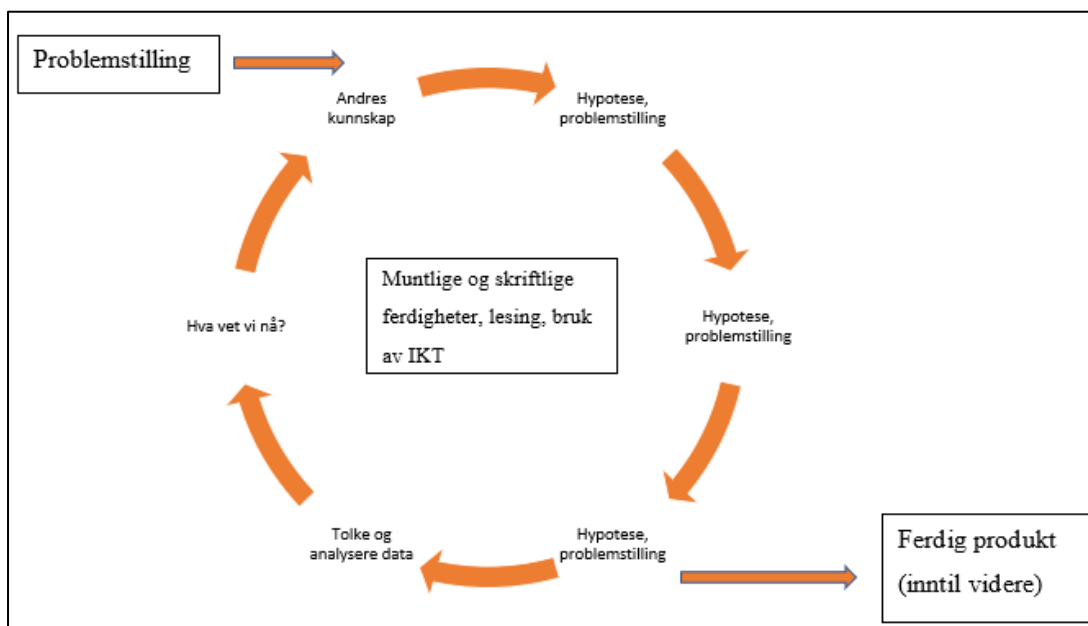 Problemstilling
Andres
kunnskap
Hypotese,
problemstilling
Hypotese,
problemstilling
Muntlige og skriftlige
ferdigheter, lesing, bruk
av IKT
Hva vet vi nå?
Hypotese,
problemstilling
Tolke og
analysere data
Ferdig produkt
(inntil videre)